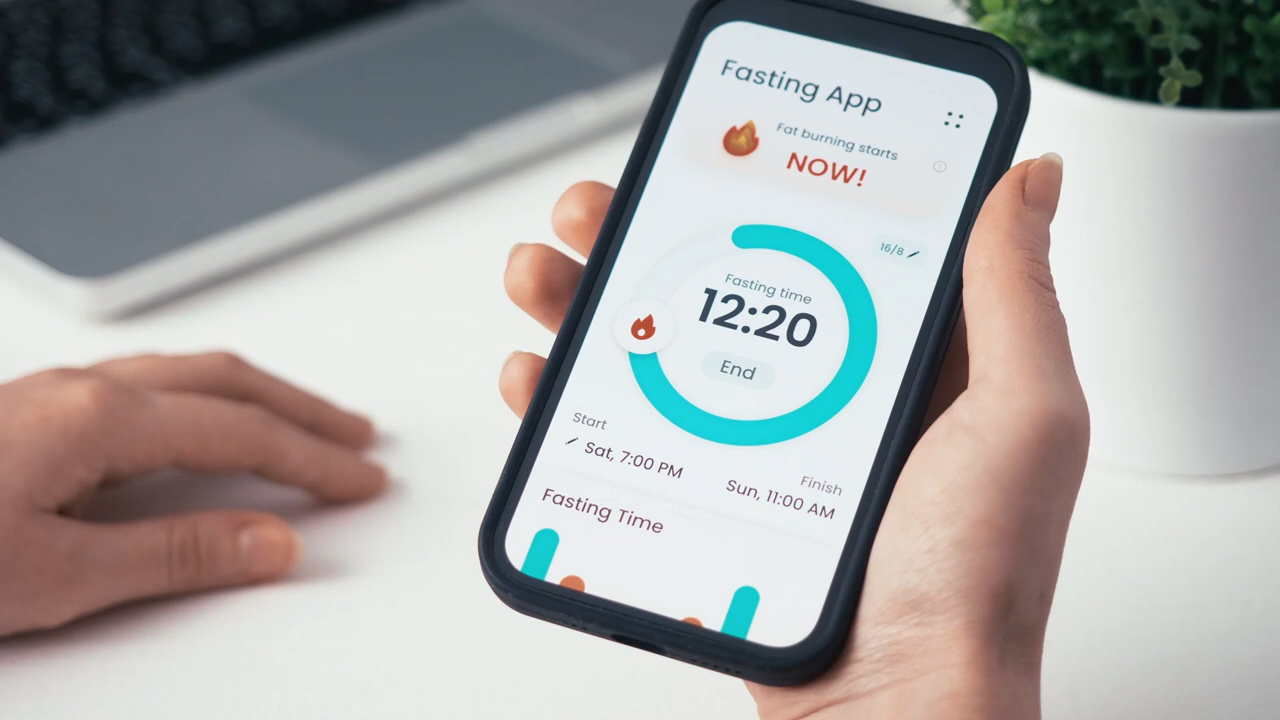 Fasting App
Fat burning starts
NOW!
16/8
Fasting time
12:20
End
Start
Sat, 7:00 PM
Finish
Sun, 11:00 AM
Fasting Time